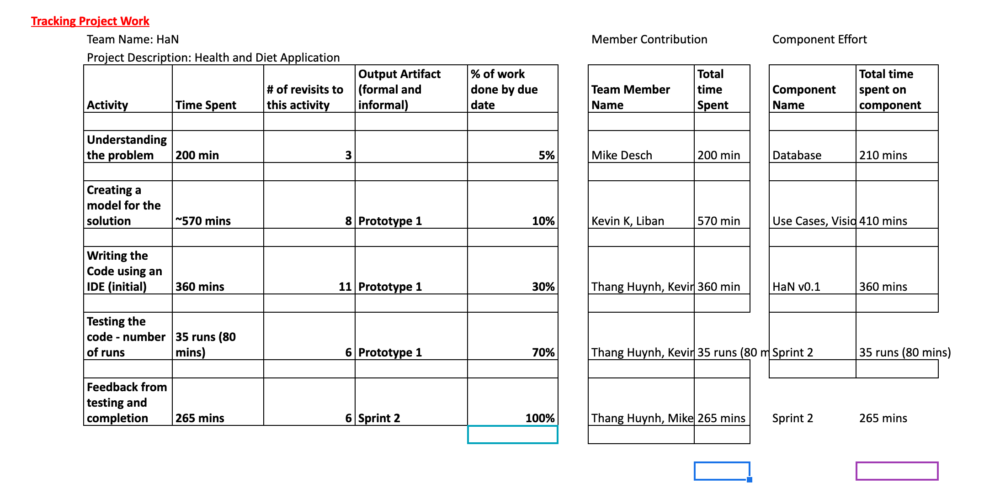 Tracking Project Work
Team Name: HaN
Member Contribution
Component Effort
Project Description: Health and Diet Application
Activity
Time Spent
# of revisits to
this activity
Output Artifact
(formal and
informal)
% of work
done by due
date
Team Member
Name
Total
time
Spent
Component
Name
Total time
spent on
component
Understanding
the problem
200 min
3
5%
Mike Desch
200 min
Database
210 mins
Creating a
model for the
solution
~570 mins
8
Prototype 1
10%
Kevin K, Liban
570 min
Use Cases, Visio
410 mins
Writing the
Code using an
IDE (initial)
360 mins
11
Prototype 1
30%
Thang Huynh, Kevin
360 min
HaN v0.1
360 mins
Testing the
code - number
of runs
35 runs (80
mins)
6
Prototype 1
70%
Thang Huynh, Kevin
35 runs (80 m
Sprint 2
35 runs (80 mins)
Feedback from
testing and
completion
265 mins
6
Sprint 2
100%
Thang Huynh, Mike
265 mins
Sprint 2
265 mins